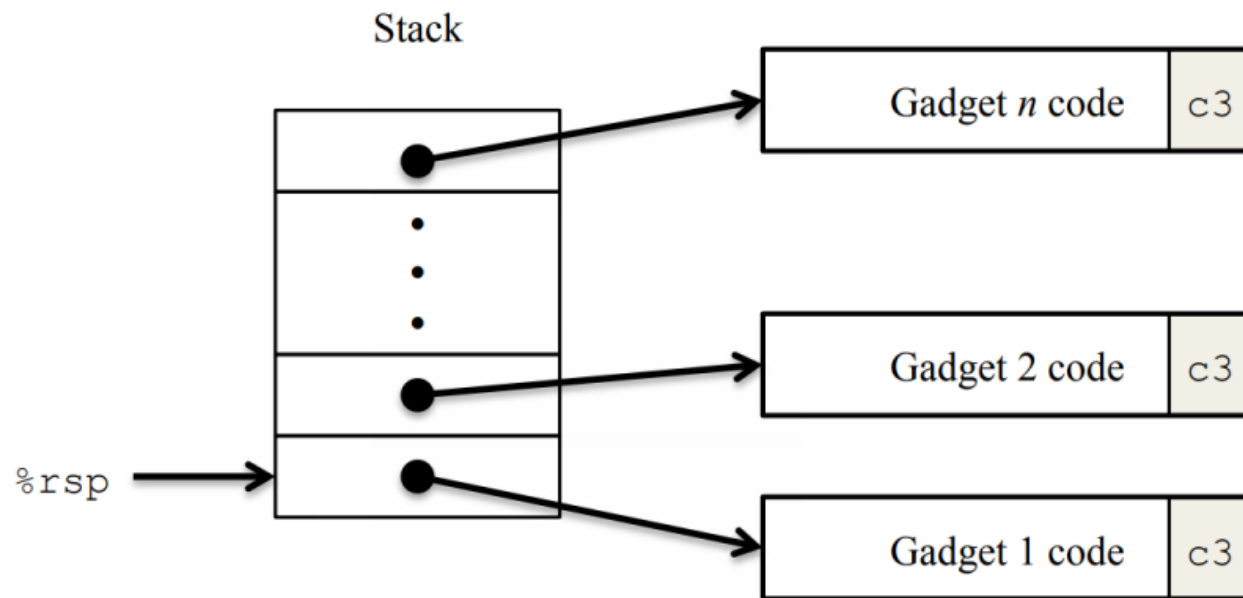 Stack
Gadget n code c3
Gadget 2 code c3
%rsp
Gadget 1 code c3